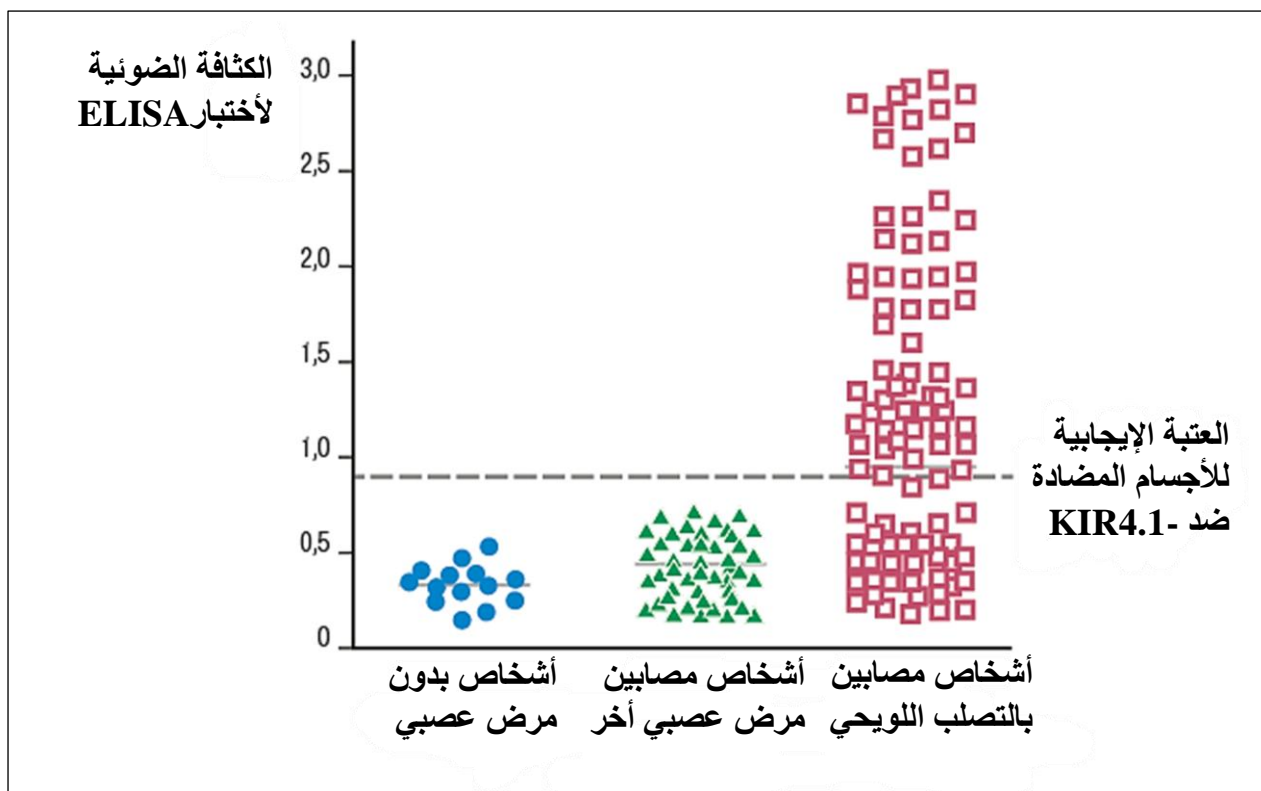 الكثافة الضوئية
لأختبارELISA
3,0
2,5
2,0
1,5
1,0
0,5
0
العتبة الإيجابية
للأجسام المضادة
ضد -KIR4.1
أشخاص بدون
مرض عصبي
أشخاص مصابين
مرض عصبي أخر
أشخاص مصابين
بالتصلب اللويحي